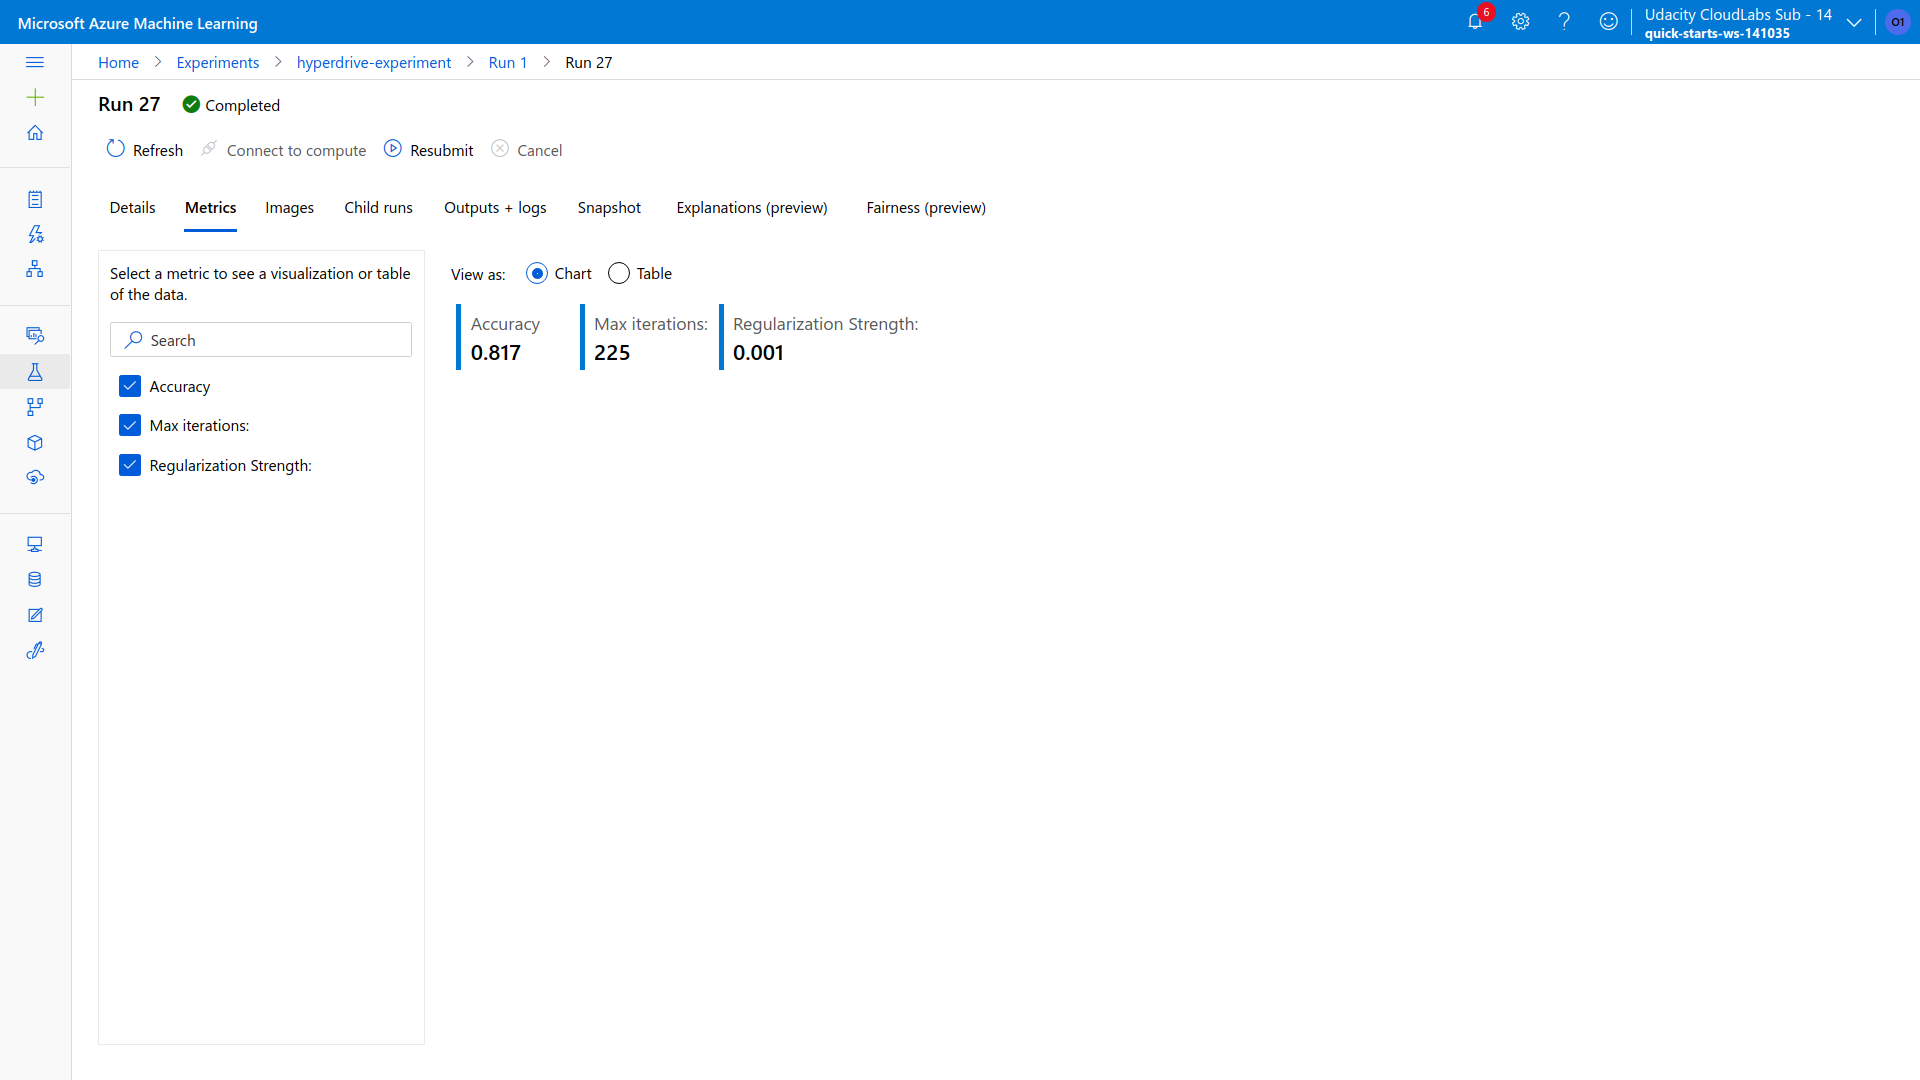 Microsoft Azure Machine Learning
6
Udacity CloudLabs Sub - 14
quick-starts-ws-141035
O1
Home > Experiments > hyperdrive-experiment > Run 1 > Run 27
Run 27 Completed
Refresh Connect to compute Resubmit Cancel
Details Metrics Images Child runs Outputs + logs Snapshot Explanations (preview) Fairness (preview)
Select a metric to see a visualization or table
of the data.
Search
Accuracy
Max iterations:
Regularization Strength:
View as: Chart Table
Accuracy Max iterations: Regularization Strength:
0.817 225 0.001